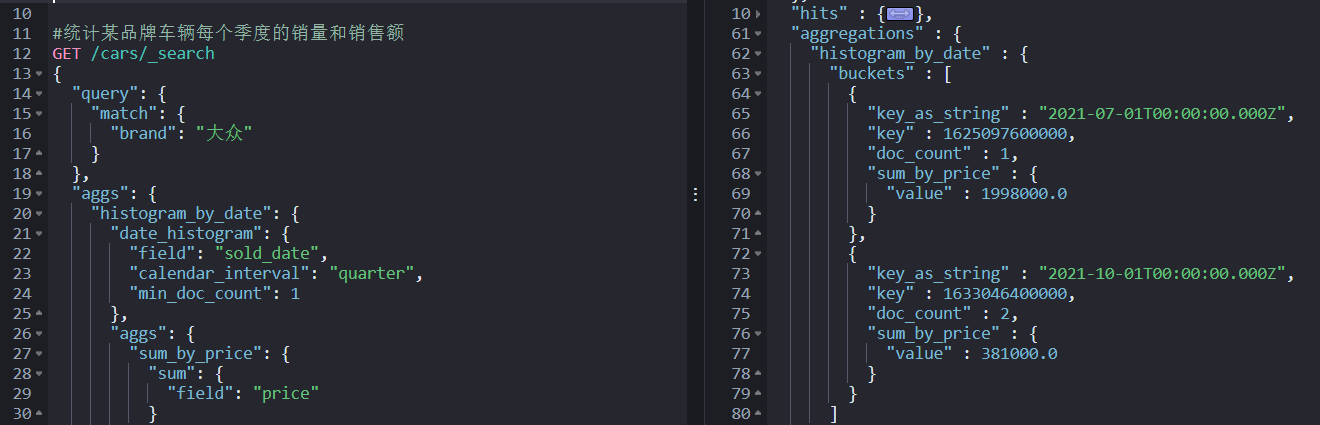 10
11 #统计某品牌车辆每个季度的销量和销售额
12 GET /cars/_search
13 {
14 "query": {
15 "match": {
16 "brand": "大众"
17 }
18 },
19 "aggs": {
20 "histogram_by_date": {
21 "date_histogram": {
22 "field": "sold_date",
23 "calendar_interval": "quarter",
24 "min_doc_count": 1
25 },
26 "aggs": {
27 "sum_by_price": {
28 "sum": {
29 "field": "price"
30 }
10 "hits" : {},
61 "aggregations" : {
62 "histogram_by_date" : {
63 "buckets" : [
64 {
65 "key_as_string" : "2021-07-01T00:00:00.000Z",
66 "key" : 1625097600000,
67 "doc_count" : 1,
68 "sum_by_price" : {
69 "value" : 1998000.0
70 }
71 },
72 {
73 "key_as_string" : "2021-10-01T00:00:00.000Z",
74 "key" : 1633046400000,
75 "doc_count" : 2,
76 "sum_by_price" : {
77 "value" : 381000.0
78 }
79 }
80 ]